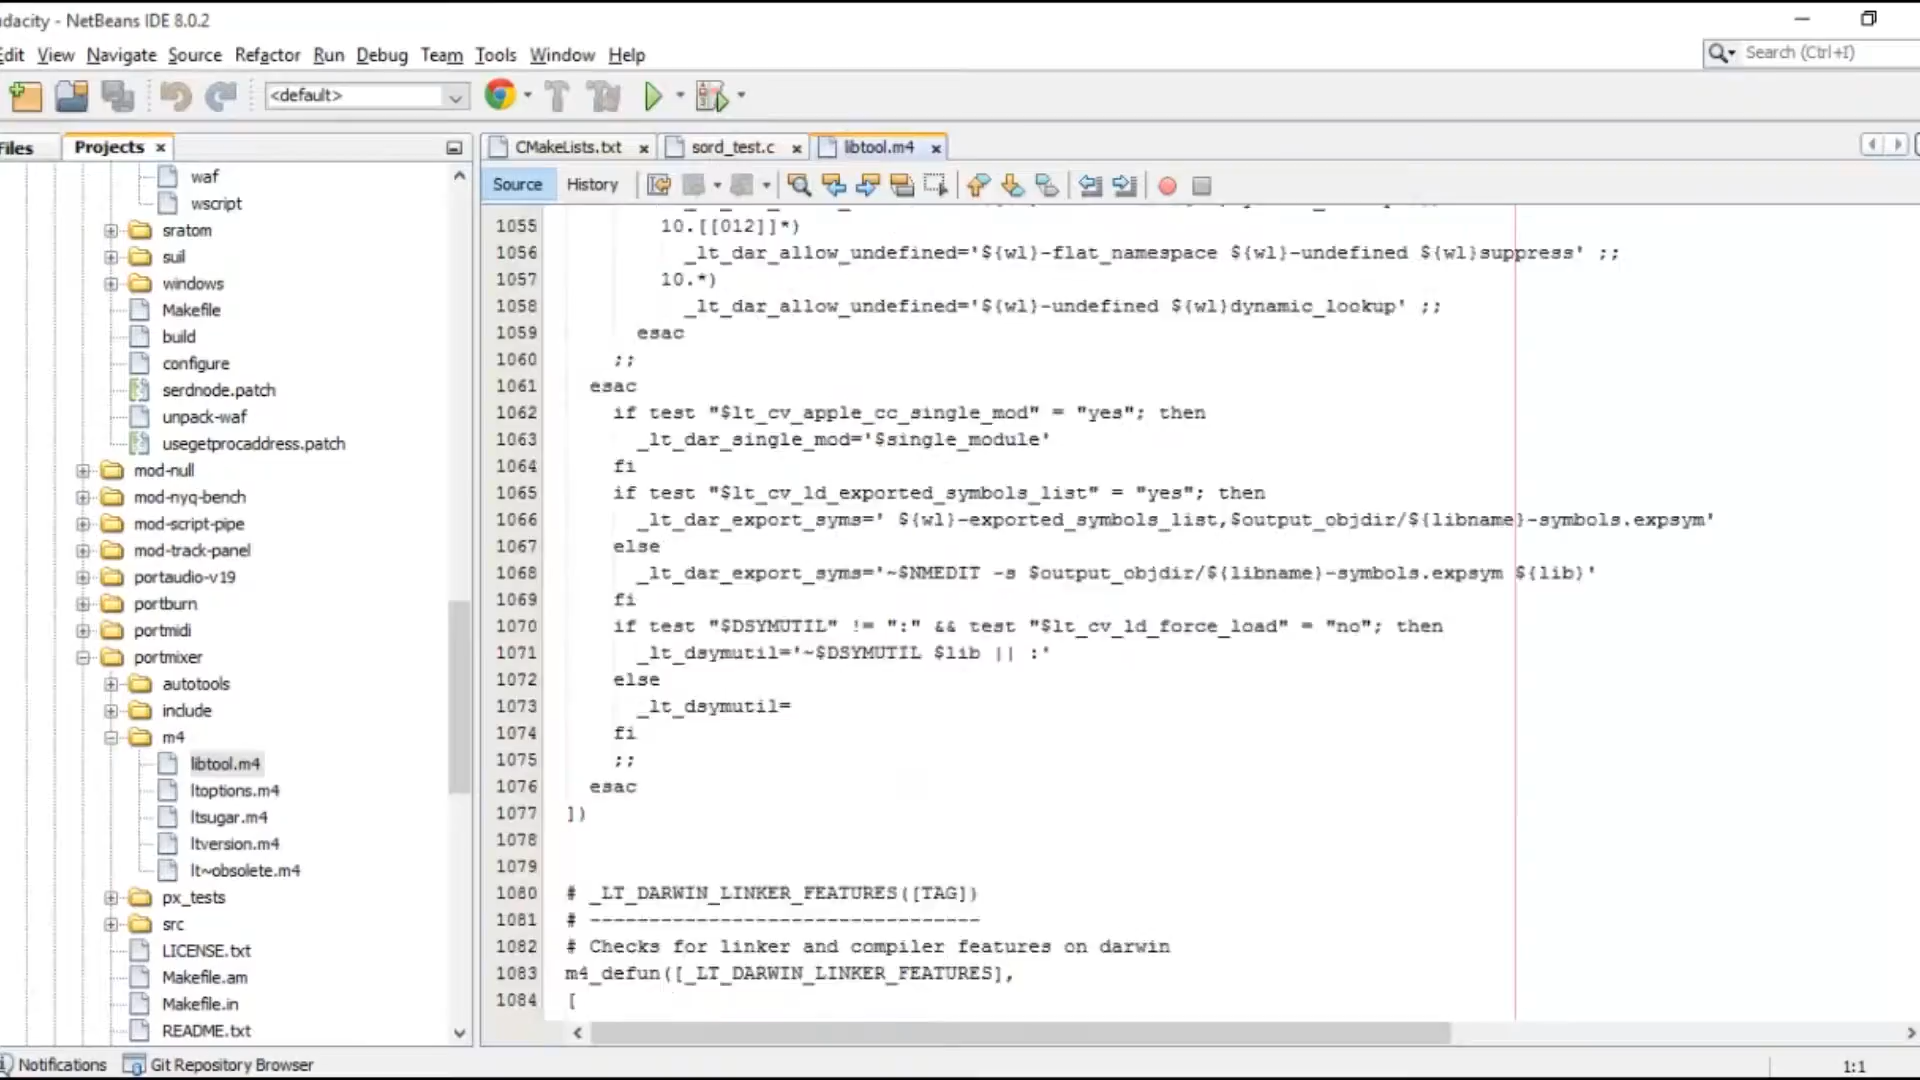 dacity - NetBeans IDE 8.0.2
Edit View Navigate Source Refactor Run Debug Team Tools Window Help
Search (Ctrl+I)
<default>
Files Projects
CMakeLists.txt sord_test.c libtool.m4
Source History
waf
wscript
sratom
suil
windows
Makefile
build
configure
serdnode.patch
unpack-waf
usegetprocaddress.patch
mod-null
mod-nyq-bench
mod-script-pipe
mod-track-panel
portaudio-v19
portburn
portmidi
portmixer
autotools
include
m4
libtool.m4
ltoptions.m4
ltsugar.m4
ltversion.m4
lt~obsolete.m4
px_tests
src
LICENSE.txt
Makefile.am
Makefile.in
README.txt
1055 10.[[012]]*)
1056 _lt_dar_allow_undefined='${wl}-flat_namespace ${wl}-undefined ${wl}suppress' ;;
1057 10.*)
1058 _lt_dar_allow_undefined='${wl}-undefined ${wl}dynamic_lookup' ;;
1059 esac
1060 ;;
1061 esac
1062 if test "$lt_cv_apple_cc_single_mod" = "yes"; then
1063 _lt_dar_single_mod='$single_module'
1064 fi
1065 if test "$lt_cv_ld_exported_symbols_list" = "yes"; then
1066 _lt_dar_export_syms=' ${wl}-exported_symbols_list,$output_objdir/${libname}-symbols.expsym'
1067 else
1068 _lt_dar_export_syms='~$NMEDIT -s $output_objdir/${libname}-symbols.expsym ${lib}'
1069 fi
1070 if test "$DSYMUTIL" != ":" && test "$lt_cv_ld_force_load" = "no"; then
1071 _lt_dsymutil='~$DSYMUTIL $lib || :'
1072 else
1073 _lt_dsymutil=
1074 fi
1075 ;;
1076 esac
1077 ])
1078
1079
1080 # _LT_DARWIN_LINKER_FEATURES([TAG])
1081 # ---------------------------------
1082 # Checks for linker and compiler features on darwin
1083 m4_defun([_LT_DARWIN_LINKER_FEATURES],
1084 [
Notifications Git Repository Browser
1:1